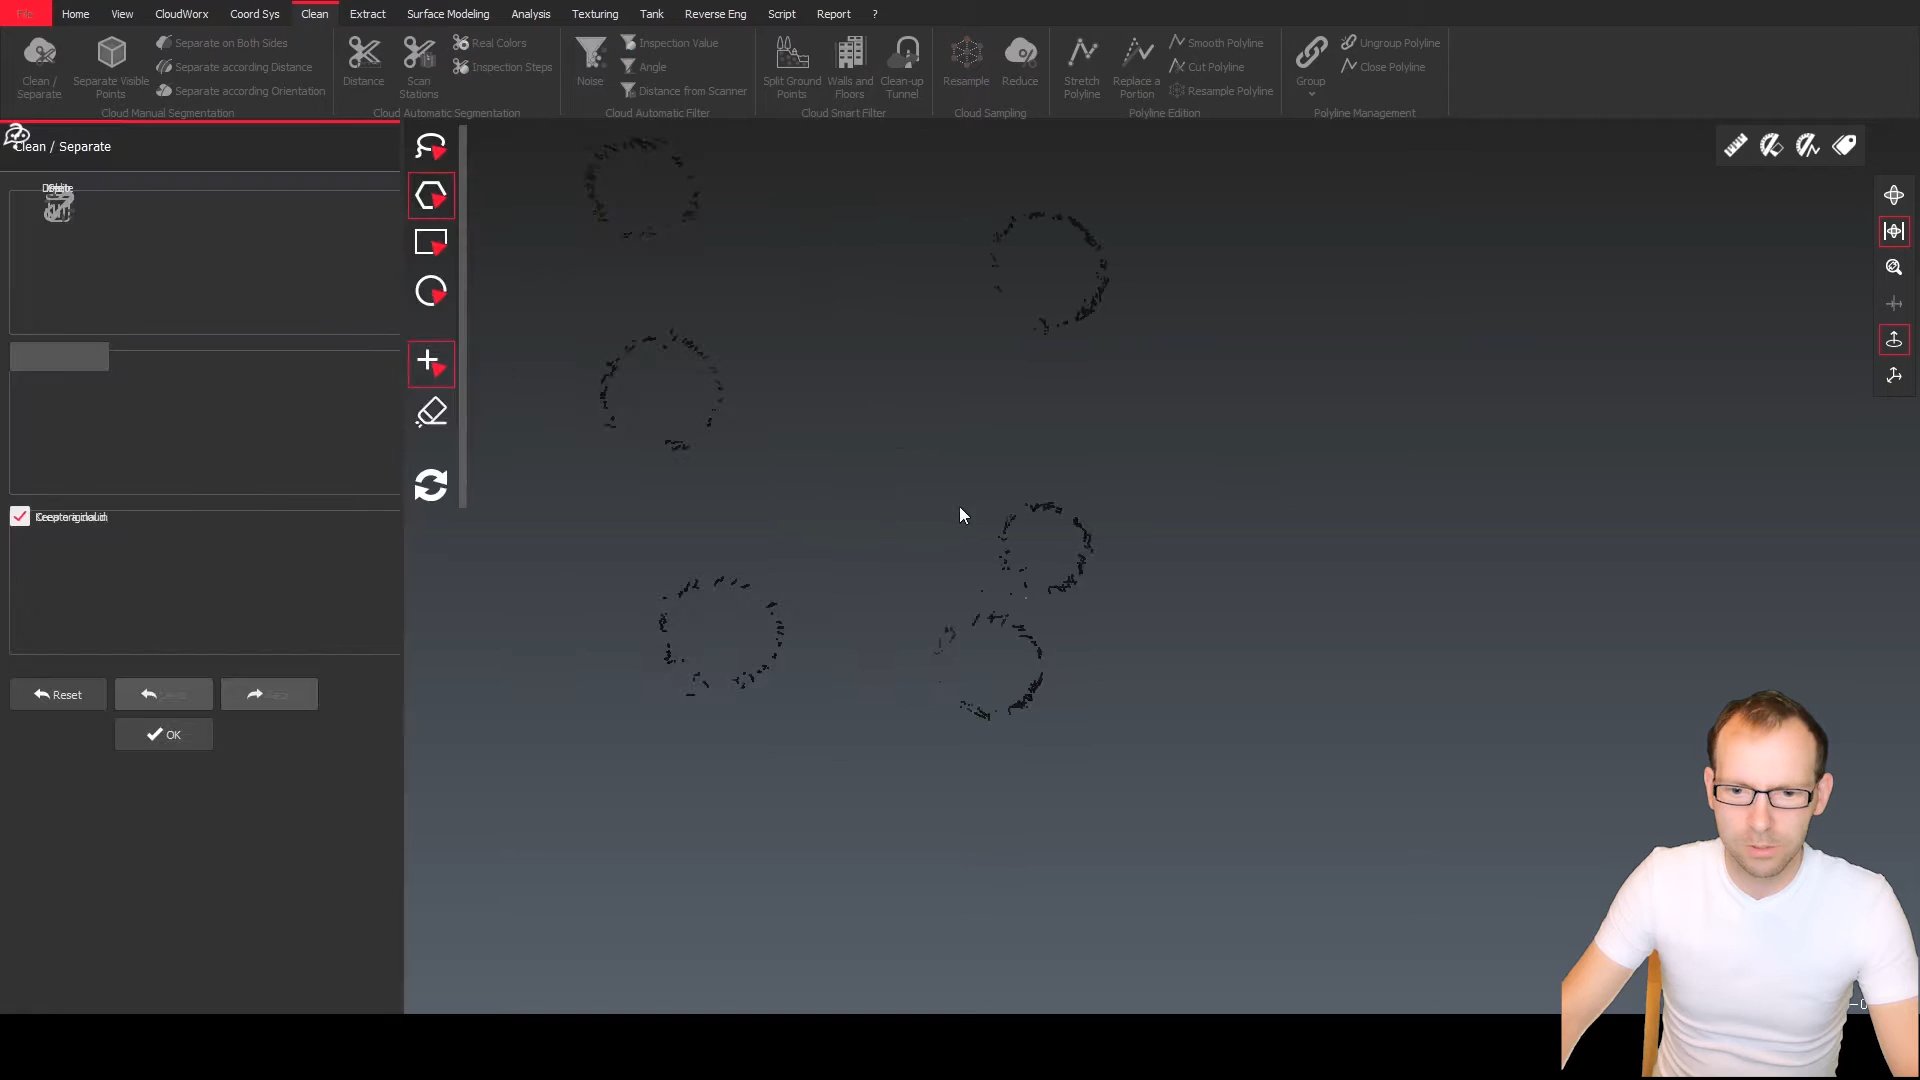 File Home View CloudWorx Coord Sys Clean Extract Surface Modeling Analysis Texturing Tank Reverse Eng Script Report ?
Clean / Separate
Separate Visible Points
Separate on Both Sides
Separate according Distance
Separate according Orientation
Cloud Manual Segmentation
Distance
Scan Stations
Real Colors
Inspection Steps
Cloud Automatic Segmentation
Noise
Inspection Value
Angle
Distance from Scanner
Cloud Automatic Filter
Split Ground Points
Walls and Floors
Clean-up Tunnel
Cloud Smart Filter
Resample
Reduce
Cloud Sampling
Stretch Polyline
Replace a Portion
Smooth Polyline
Cut Polyline
Resample Polyline
Polyline Edition
Group
Ungroup Polyline
Close Polyline
Polyline Management
Clean / Separate
Reset
OK